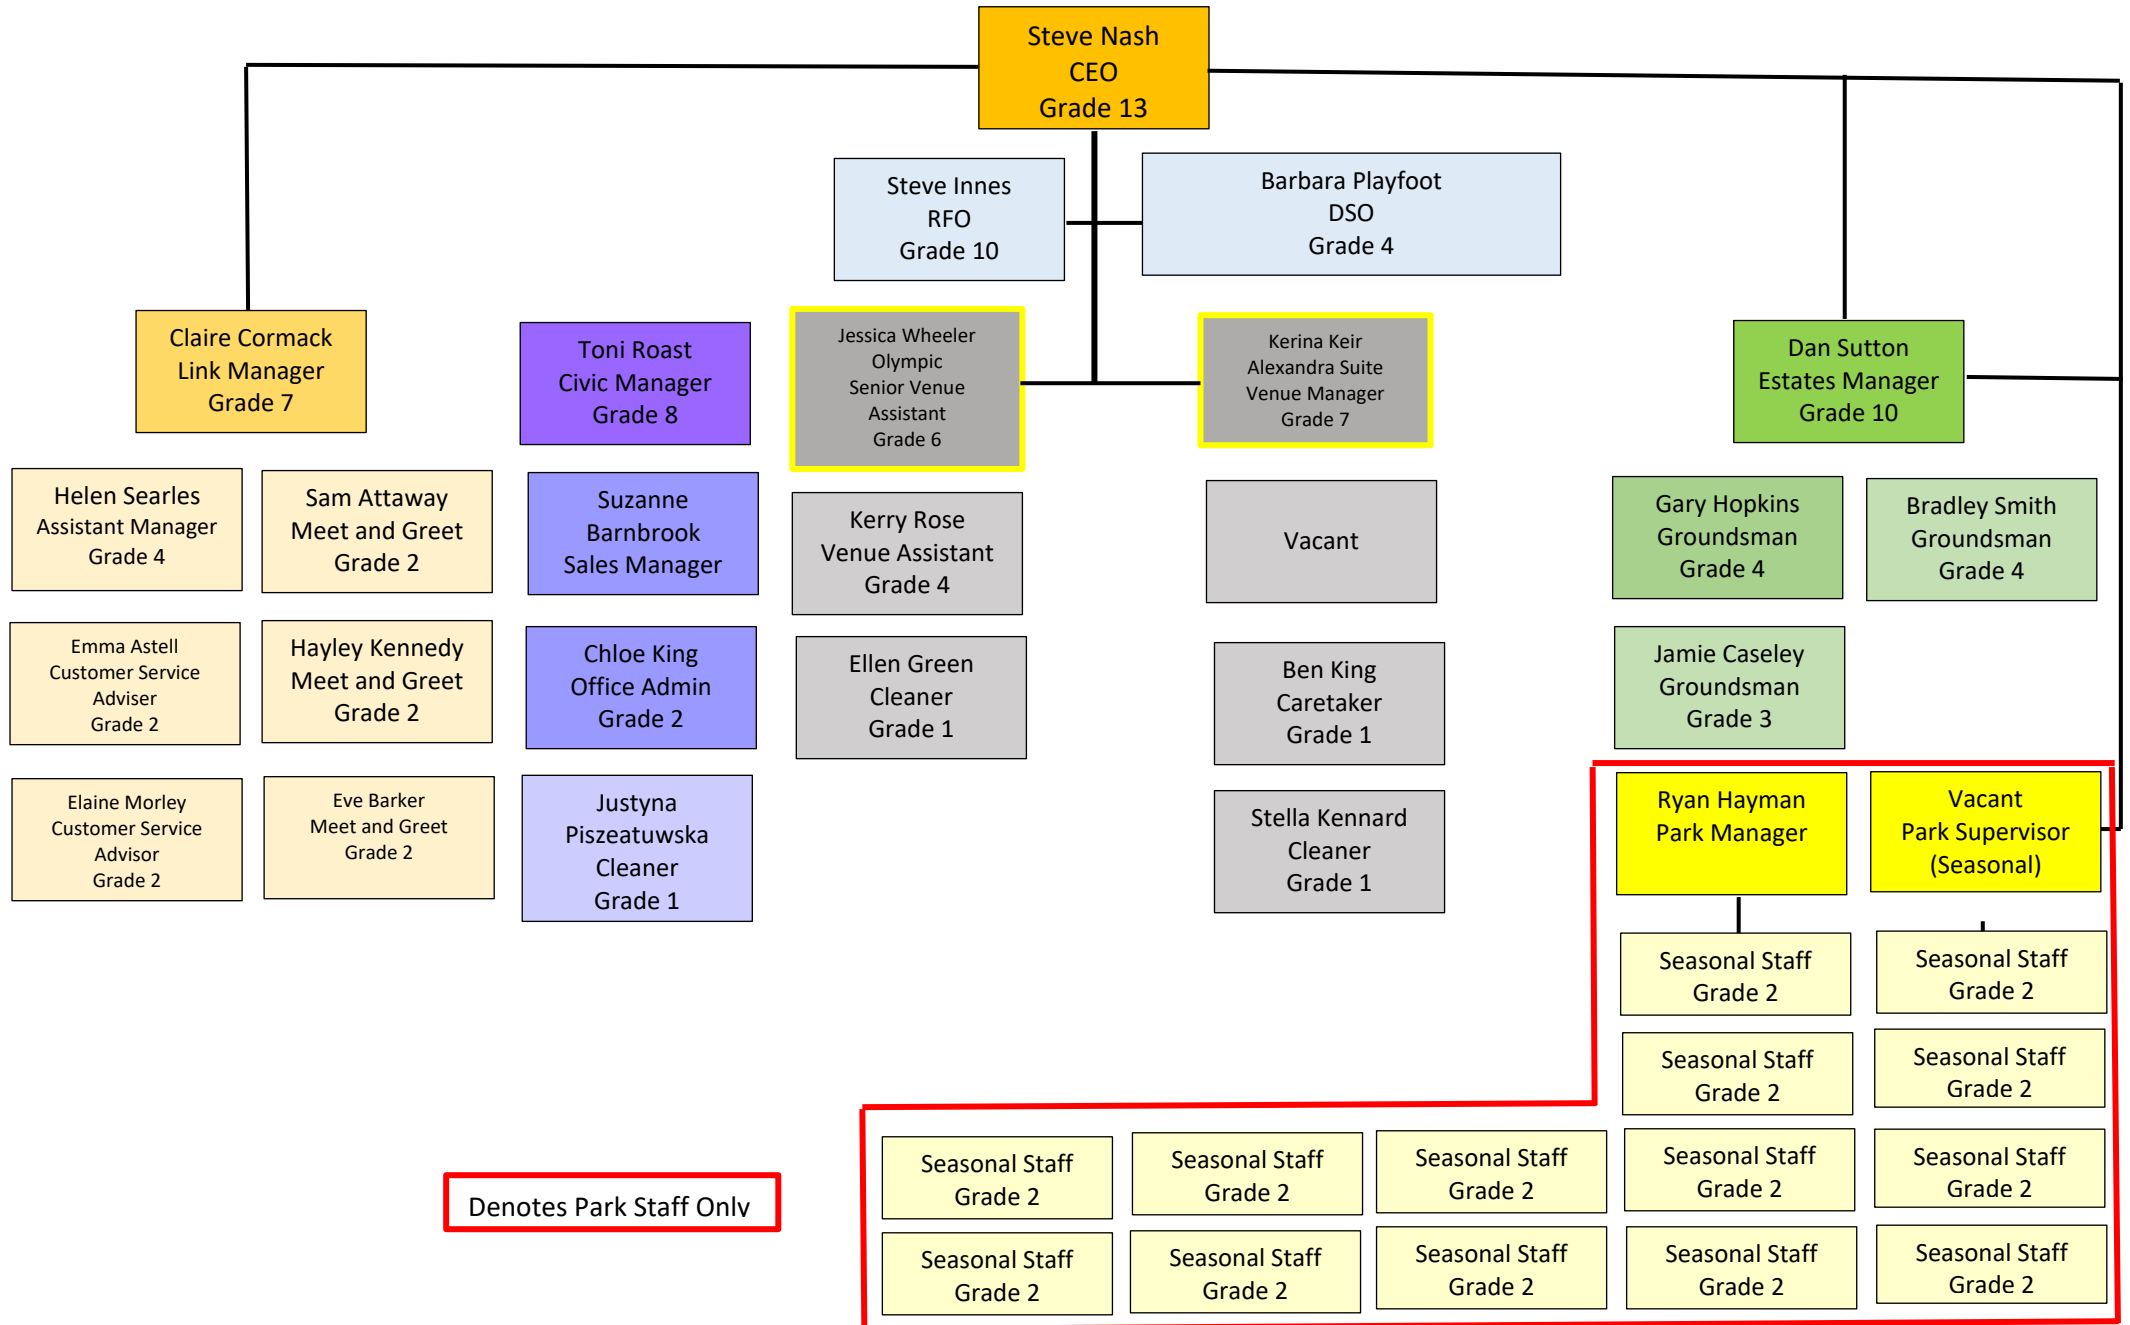 Steve Nash
CEO
Grade 13
Steve Innes
RFO
Grade 10
Barbara Playfoot
DSO
Grade 4
Claire Cormack
Link Manager
Grade 7
Toni Roast
Civic Manager
Grade 8
Jessica Wheeler
Olympic
Senior Venue
Assistant
Grade 6
Kerina Keir
Alexandra Suite
Venue Manager
Grade 7
Dan Sutton
Estates Manager
Grade 10
Helen Searles
Assistant Manager
Grade 4
Sam Attaway
Meet and Greet
Grade 2
Suzanne
Barnbrook
Sales Manager
Kerry Rose
Venue Assistant
Grade 4
Vacant
Gary Hopkins
Groundsman
Grade 4
Bradley Smith
Groundsman
Grade 4
Emma Astell
Customer Service
Adviser
Grade 2
Hayley Kennedy
Meet and Greet
Grade 2
Chloe King
Office Admin
Grade 2
Ellen Green
Cleaner
Grade 1
Ben King
Caretaker
Grade 1
Jamie Caseley
Groundsman
Grade 3
Elaine Morley
Customer Service
Advisor
Grade 2
Eve Barker
Meet and Greet
Grade 2
Justyna
Piszeatuwska
Cleaner
Grade 1
Stella Kennard
Cleaner
Grade 1
Ryan Hayman
Park Manager
Vacant
Park Supervisor
(Seasonal)
Seasonal Staff
Grade 2
Seasonal Staff
Grade 2
Seasonal Staff
Grade 2
Seasonal Staff
Grade 2
Seasonal Staff
Grade 2
Seasonal Staff
Grade 2
Seasonal Staff
Grade 2
Seasonal Staff
Grade 2
Seasonal Staff
Grade 2
Denotes Park Staff Only
Seasonal Staff
Grade 2
Seasonal Staff
Grade 2
Seasonal Staff
Grade 2
Seasonal Staff
Grade 2
Seasonal Staff
Grade 2